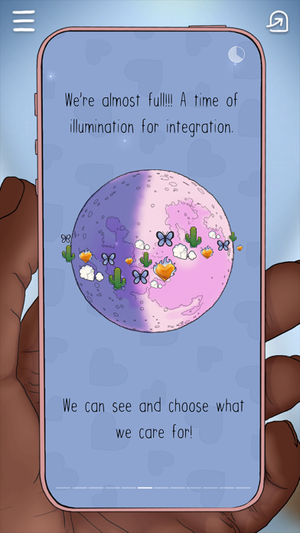 We're almost full!!! A time of
illumination for integration.
We can see and choose what
we care for!